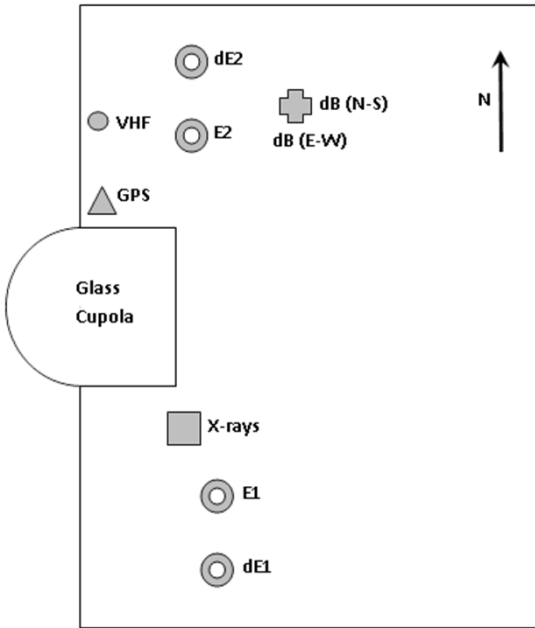 dE2
dB (N-S)
N
VHF
E2
dB (E-W)
GPS
Glass
Cupola
X-rays
E1
dE1